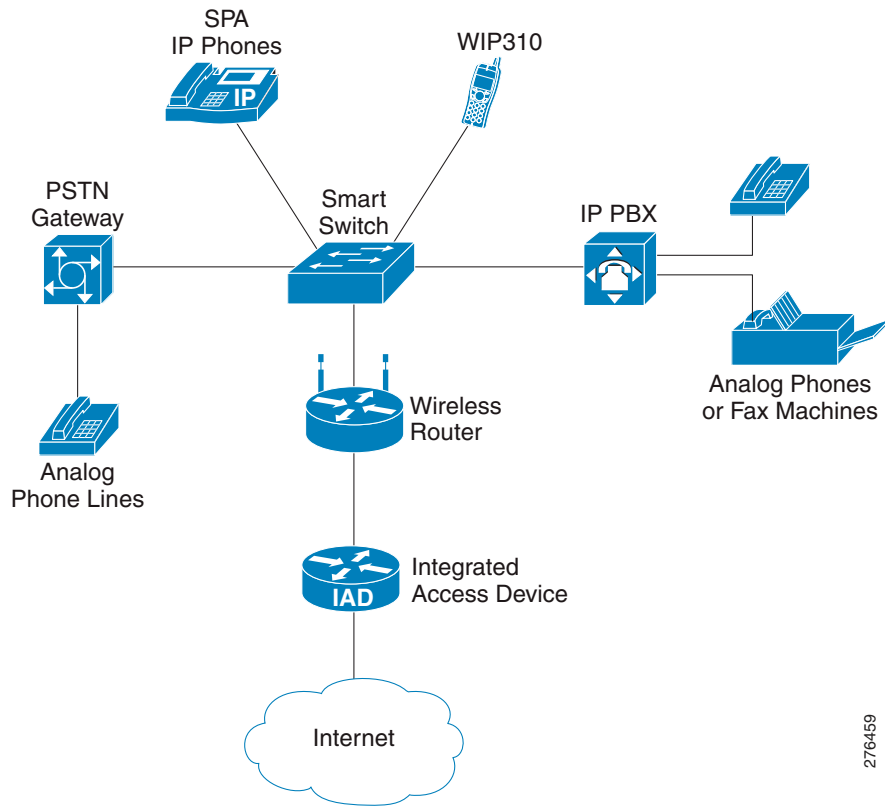 SPA
IP Phones
WIP310
IP
PSTN
Gateway
Smart
Switch
IP PBX
Wireless
Router
Analog Phones
or Fax Machines
Analog
Phone Lines
Integrated
Access Device
IAD
Internet
276459